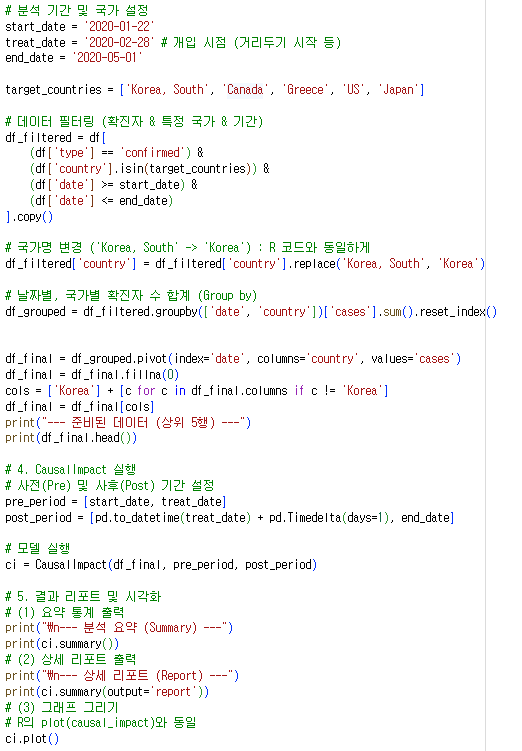 # 분석 기간 및 국가 설정
start_date = '2020-01-22'
treat_date = '2020-02-28' # 개입 시점 (거리두기 시작 등)
end_date = '2020-05-01'
target_countries = ['Korea, South', 'Canada', 'Greece', 'US', 'Japan']
# 데이터 필터링 (확진자 & 특정 국가 & 기간)
df_filtered = df[
    (df['type'] == 'confirmed') &
    (df['country'].isin(target_countries)) &
    (df['date'] >= start_date) &
    (df['date'] <= end_date)
].copy()
# 국가명 변경 ('Korea, South' -> 'Korea') : R 코드와 동일하게
df_filtered['country'] = df_filtered['country'].replace('Korea, South', 'Korea')
# 날짜별, 국가별 확진자 수 합계 (Group by)
df_grouped = df_filtered.groupby(['date', 'country'])['cases'].sum().reset_index()
df_final = df_grouped.pivot(index='date', columns='country', values='cases')
df_final = df_final.fillna(0)
cols = ['Korea'] + [c for c in df_final.columns if c != 'Korea']
df_final = df_final[cols]
print("--- 준비된 데이터 (상위 5행) ---")
print(df_final.head())
# 4. CausalImpact 실행
# 사전(Pre) 및 사후(Post) 기간 설정
pre_period = [start_date, treat_date]
post_period = [pd.to_datetime(treat_date) + pd.Timedelta(days=1), end_date]
# 모델 실행
ci = CausalImpact(df_final, pre_period, post_period)
# 5. 결과 리포트 및 시각화
# (1) 요약 통계 출력
print("₩n--- 분석 요약 (Summary) ---")
print(ci.summary())
# (2) 상세 리포트 출력
print("₩n--- 상세 리포트 (Report) ---")
print(ci.summary(output='report'))
# (3) 그래프 그리기
# R의 plot(causal_impact)와 동일
ci.plot()